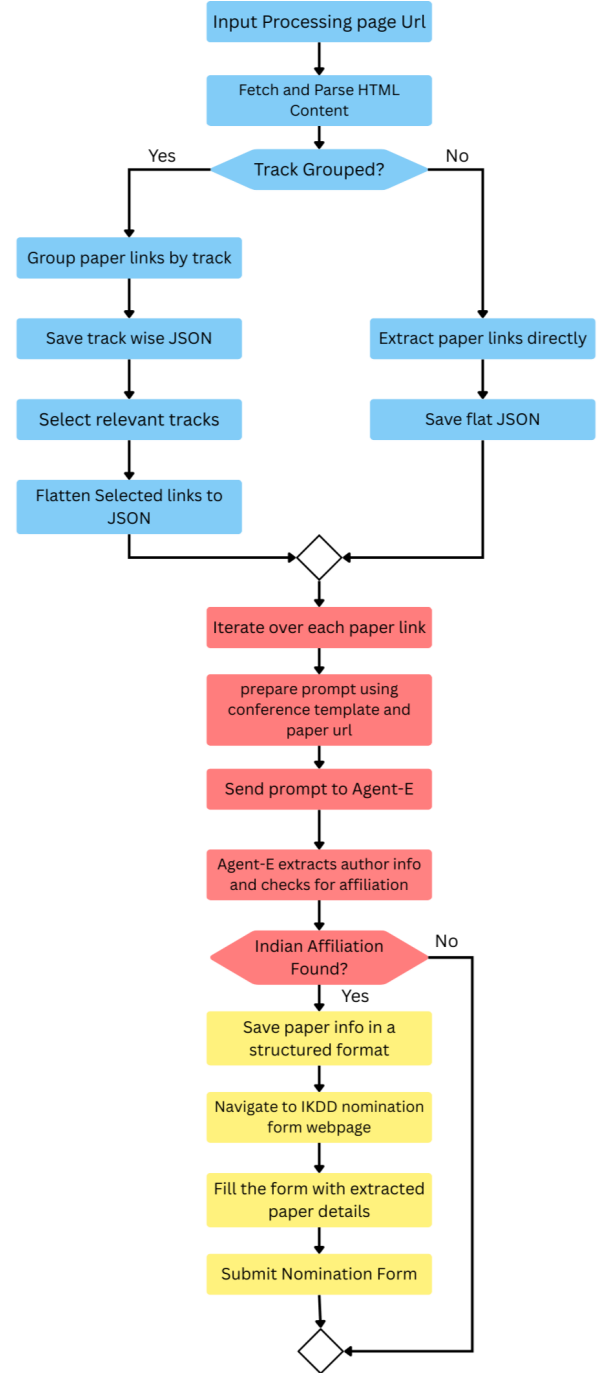 Input Processing page Url
Fetch and Parse HTML
Content
Yes
Track Grouped?
No
Group paper links by track
Save track wise JSON
Extract paper links directly
Select relevant tracks
Save flat JSON
Flatten Selected links to
JSON
Iterate over each paper link
prepare prompt using
conference template and
paper url
Send prompt to Agent-E
Agent-E extracts author info
and checks for affiliation
Indian Affiliation
Found?
No
Yes
Save paper info in a
structured format
Navigate to IKDD nomination
form webpage
Fill the form with extracted
paper details
Submit Nomination Form